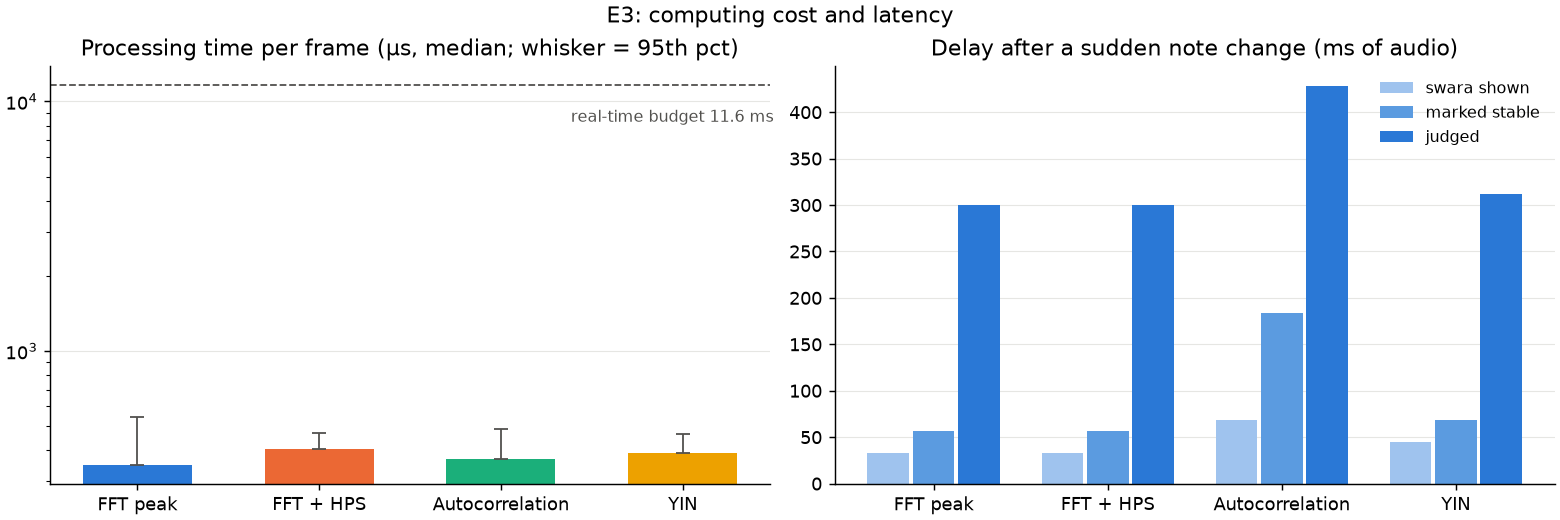 E3: computing cost and latency
Processing time per frame (µs, median; whisker = 95th pct)
10⁴
10³
real-time budget 11.6 ms
FFT peak
FFT + HPS
Autocorrelation
YIN
Delay after a sudden note change (ms of audio)
400
350
300
250
200
150
100
50
0
swara shown
marked stable
judged
FFT peak
FFT + HPS
Autocorrelation
YIN